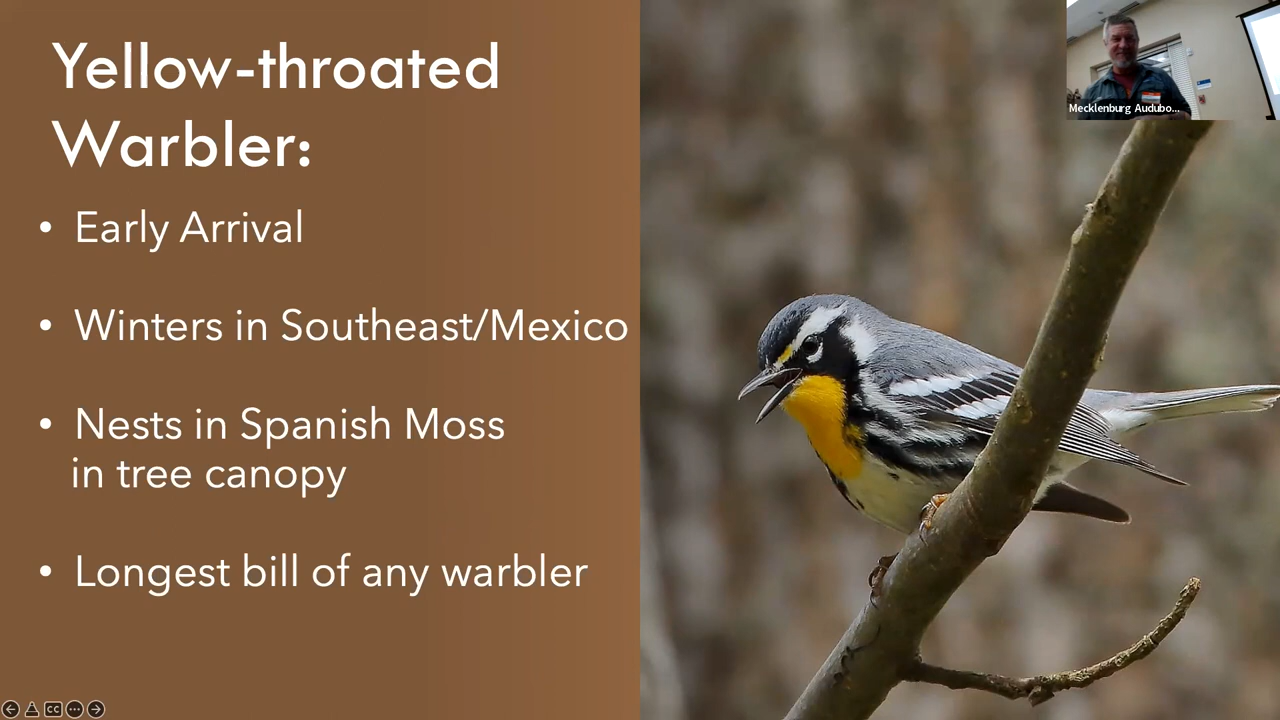 Yellow-throated
Warbler:
• Early Arrival
• Winters in Southeast/Mexico
• Nests in Spanish Moss
in tree canopy
• Longest bill of any warbler
Mecklenburg Audubo...
CC